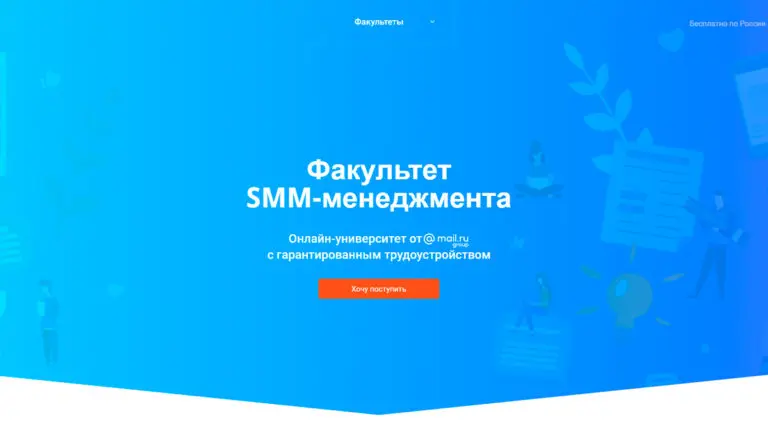 Факультеты
Бесплатно по России
Факультет
SMM-менеджмента
Онлайн-университет от @mail.ru group
с гарантированным трудоустройством
Хочу поступить